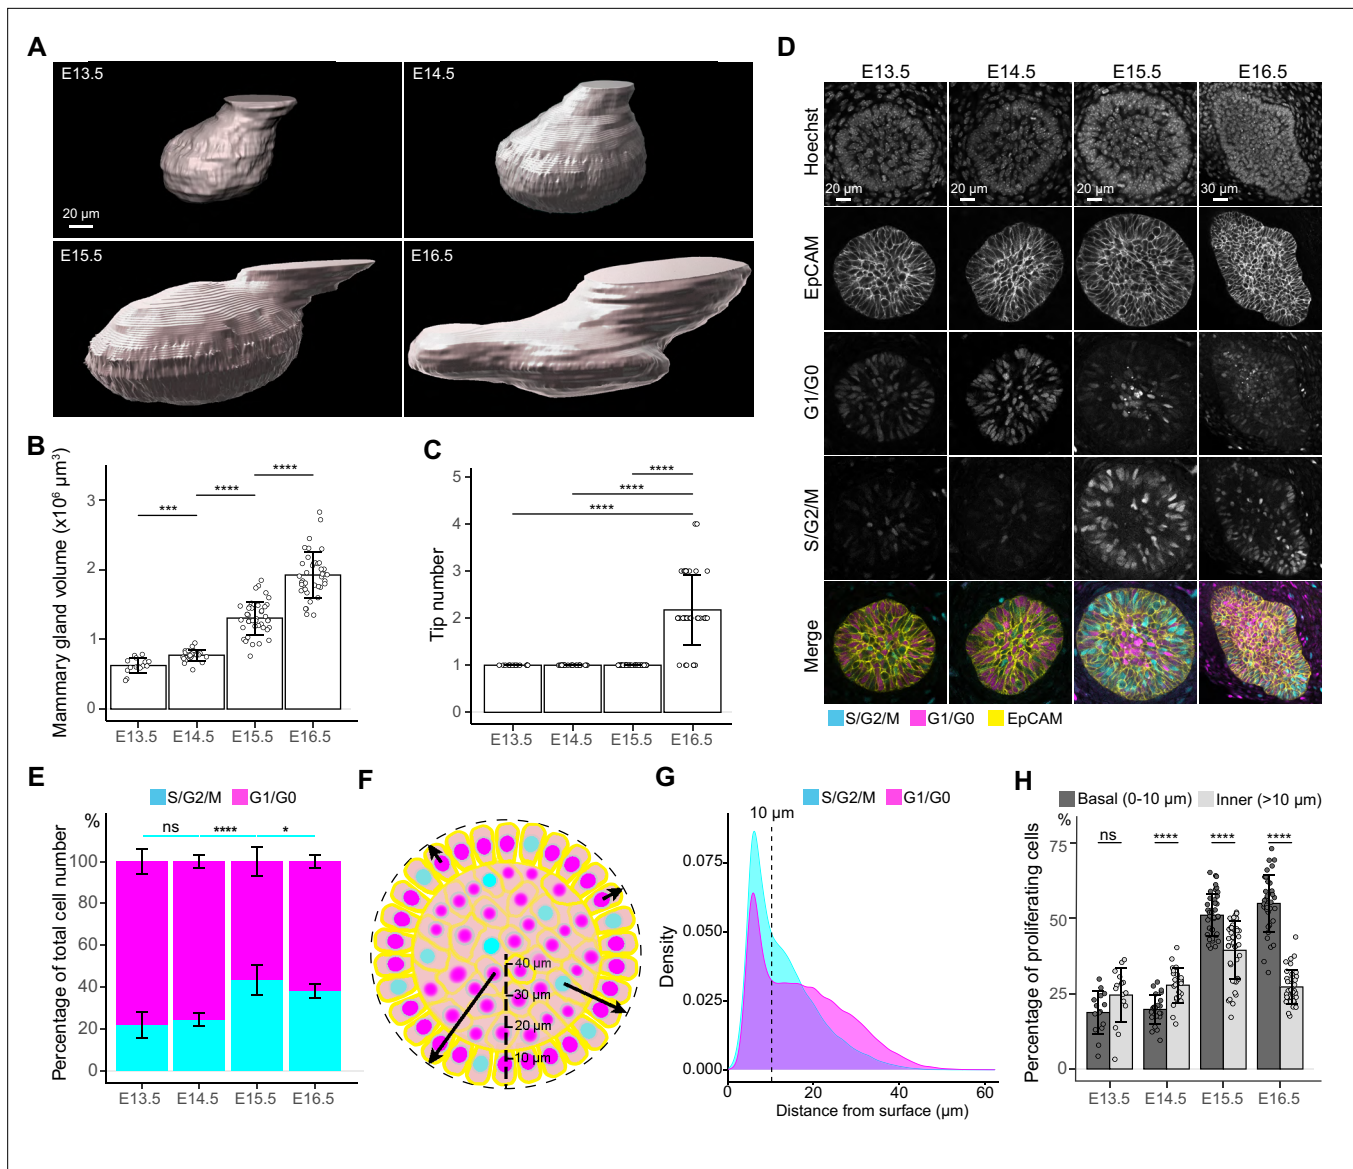 A
E13.5
E14.5
20 µm
E15.5
E16.5
B
Mammary gland volume (x10⁶ µm³)
3
2
1
0
***
****
****
E13.5 E14.5 E15.5 E16.5
C
Tip number
5
4
3
2
1
0
****
****
****
E13.5 E14.5 E15.5 E16.5
D
E13.5 E14.5 E15.5 E16.5
Hoechst
20 µm 20 µm 20 µm 30 µm
EpCAM
G1/G0
S/G2/M
Merge
S/G2/M G1/G0 EpCAM
E
S/G2/M G1/G0
Percentage of total cell number
%
100
80
60
40
20
0
ns **** *
E13.5 E14.5 E15.5 E16.5
F
40 µm
30 µm
20 µm
10 µm
G
S/G2/M G1/G0
10 µm
Density
0.075
0.050
0.025
0.000
0 20 40 60
Distance from surface (µm)
H
Basal (0-10 µm) Inner (>10 µm)
Percentage of proliferating cells
%
75
50
25
0
ns **** **** ****
E13.5 E14.5 E15.5 E16.5